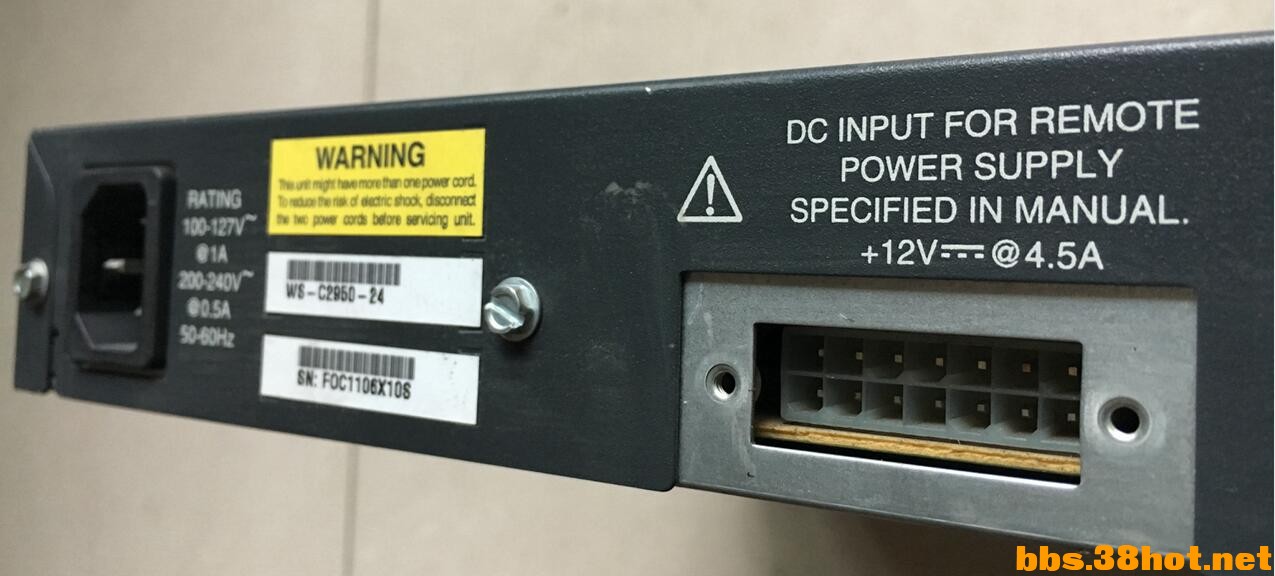 RATING
100-127V~
@1A
200-240V~
@0.5A
50-60Hz
WARNING
This unit might have more than one power cord.
To reduce the risk of electric shock, disconnect
the two power cords before servicing unit.
WS-C2950-24
SN: FOC1106X10S
DC INPUT FOR REMOTE
POWER SUPPLY
SPECIFIED IN MANUAL.
+12V⎓@4.5A
bbs.38hot.net